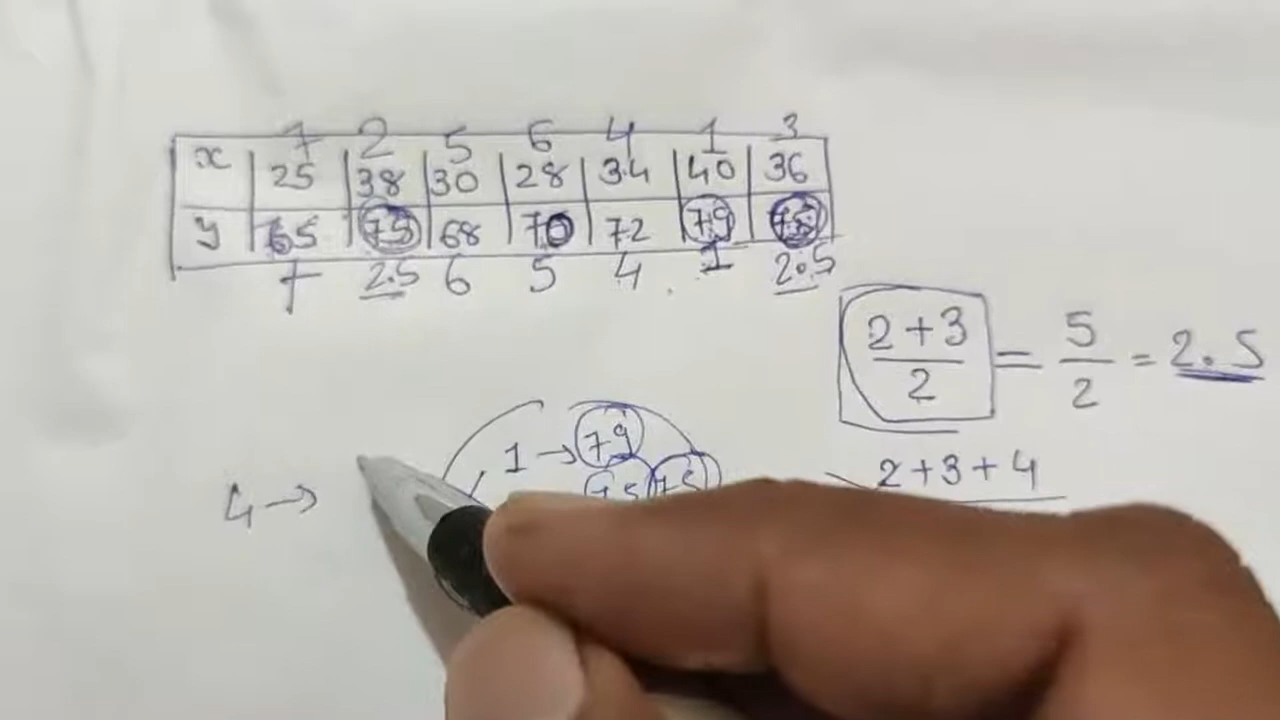 7 2 5 6 4 1 3
x 25 38 30 28 34 40 36
y 65 75 68 70 72 79 75
7 2.5 6 5 4 1 2.5
2+3/2 = 5/2 = 2.5
1→79
75 75
2+3+4
4→